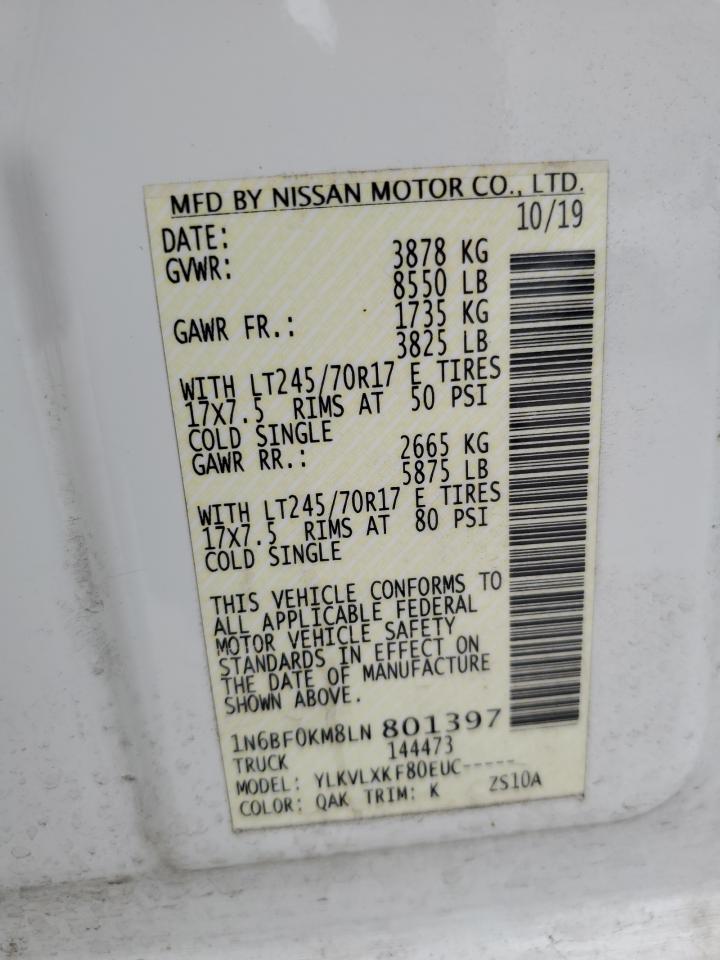 MFD BY NISSAN MOTOR CO., LTD.
DATE: 10/19
GVWR: 3878 KG
8550 LB
GAWR FR.: 1735 KG
3825 LB
WITH LT245/70R17 E TIRES
17X7.5 RIMS AT 50 PSI
COLD SINGLE
GAWR RR.: 2665 KG
5875 LB
WITH LT245/70R17 E TIRES
17X7.5 RIMS AT 80 PSI
COLD SINGLE
THIS VEHICLE CONFORMS TO
ALL APPLICABLE FEDERAL
MOTOR VEHICLE SAFETY
STANDARDS IN EFFECT ON
THE DATE OF MANUFACTURE
SHOWN ABOVE.
1N6BF0KM8LN 801397
TRUCK 144473
MODEL: YLKVLXKF80EUC-----
COLOR: QAK TRIM: K ZS10A